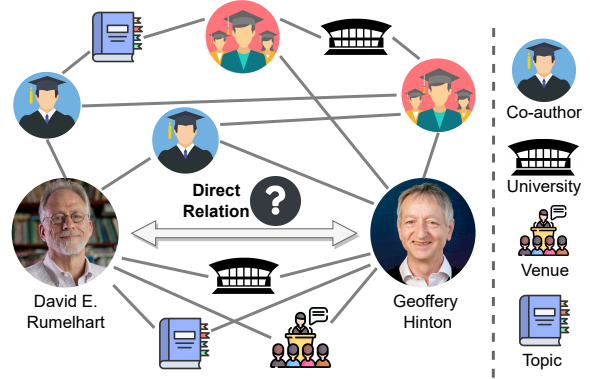 Direct
Relation
?
David E.
Rumelhart
Geoffery
Hinton
Co-author
University
Venue
Topic